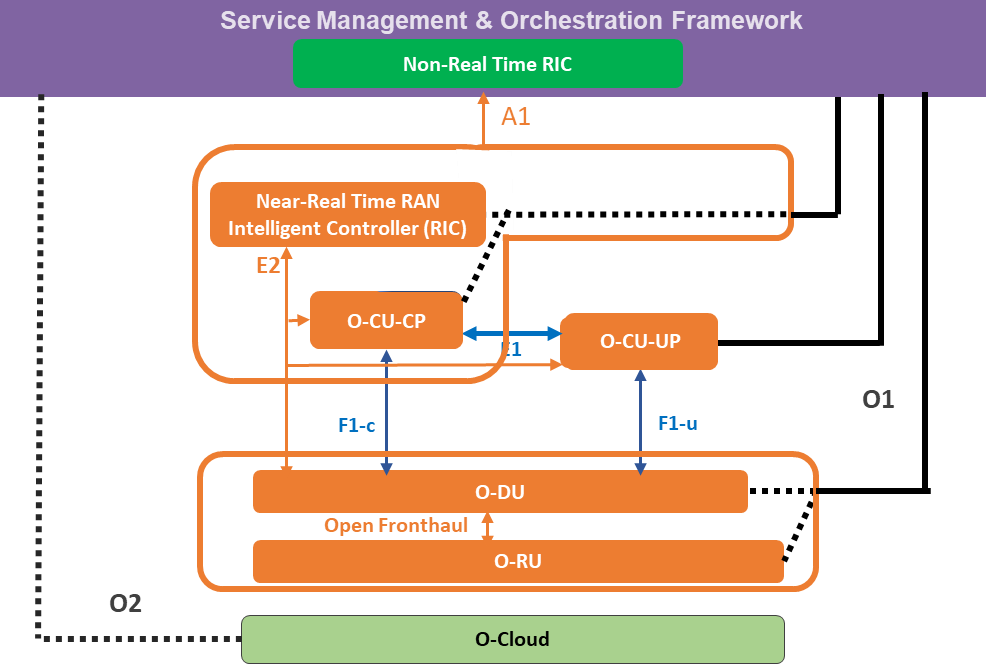 Service Management & Orchestration Framework
Non-Real Time RIC
A1
Near-Real Time RAN
Intelligent Controller (RIC)
E2
O-CU-CP
E1
O-CU-UP
O1
F1-c
F1-u
O-DU
Open Fronthaul
O-RU
O2
O-Cloud